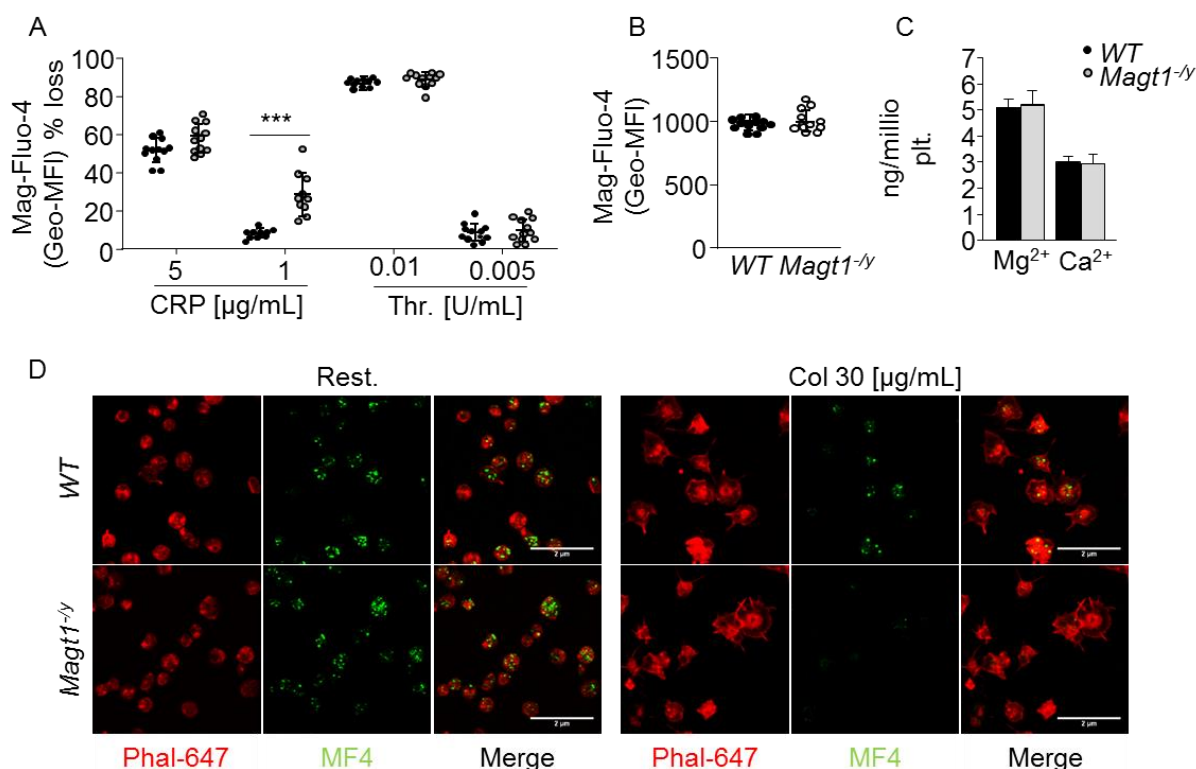 A
Mag-Fluo-4
(Geo-MFI) % loss
100
80
60
40
20
0
***
5
1
0.01
0.005
CRP [µg/mL]
Thr. [U/mL]
B
Mag-Fluo-4
(Geo-MFI)
1500
1000
500
0
WT Magt1-/y
C
ng/millio
plt.
7
6
5
4
3
2
1
0
Mg2+ Ca2+
WT
Magt1-/y
D
Rest.
Col 30 [µg/mL]
WT
Magt1-/y
2 µm
2 µm
2 µm
2 µm
Phal-647
MF4
Merge
Phal-647
MF4
Merge